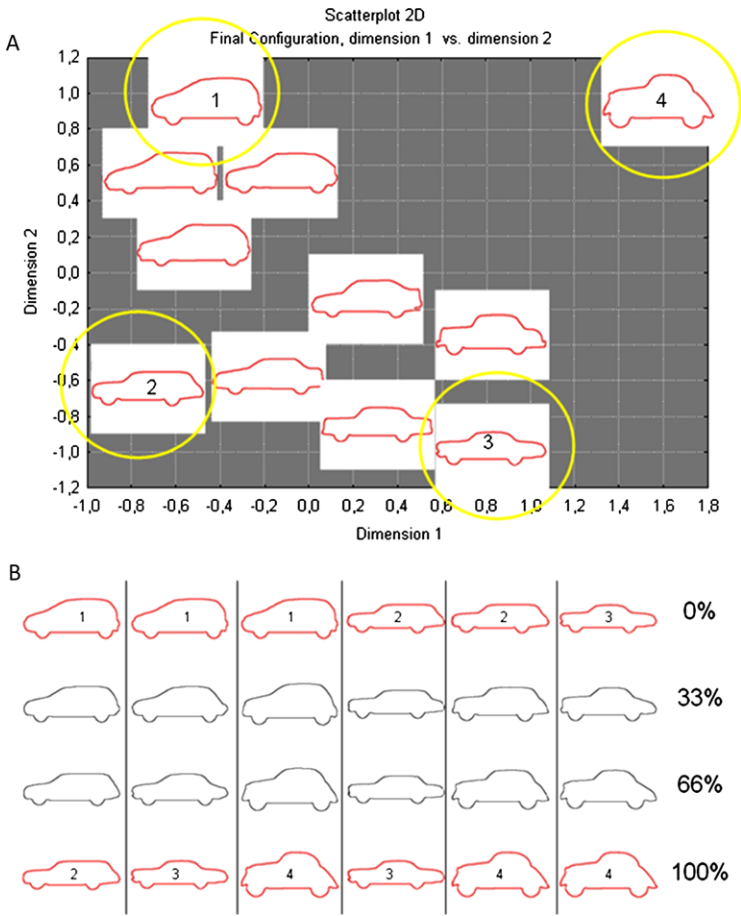 Scatterplot 2D
A
Final Configuration, dimension 1 vs. dimension 2
1,2
1,0
0,8
0,6
0,4
0,2
0,0
-0,2
-0,4
-0,6
-0,8
-1,0
-1,2
Dimension 2
1
4
2
3
-1,0 -0,8 -0,6 -0,4 -0,2 0,0 0,2 0,4 0,6 0,8 1,0 1,2 1,4 1,6 1,8
Dimension 1
B
1 1 1 2 2 3 0%
33%
66%
2 3 4 3 4 4 100%